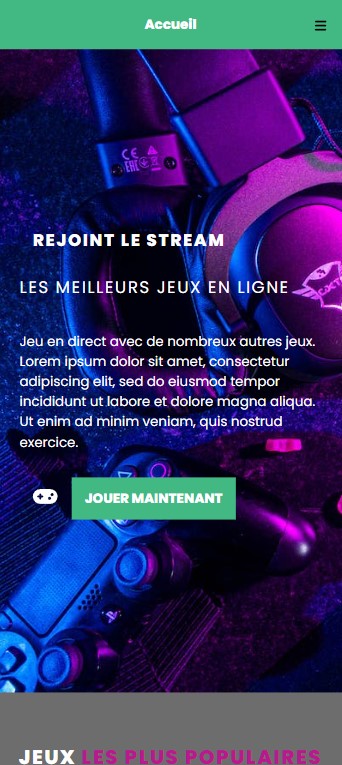 Accueil
REJOINT LE STREAM
LES MEILLEURS JEUX EN LIGNE
Jeu en direct avec de nombreux autres jeux.
Lorem ipsum dolor sit amet, consectetur
adipiscing elit, sed do eiusmod tempor
incididunt ut labore et dolore magna aliqua.
Ut enim ad minim veniam, quis nostrud
exercice.
JOUER MAINTENANT
JEUX LES PLUS POPULAIRES